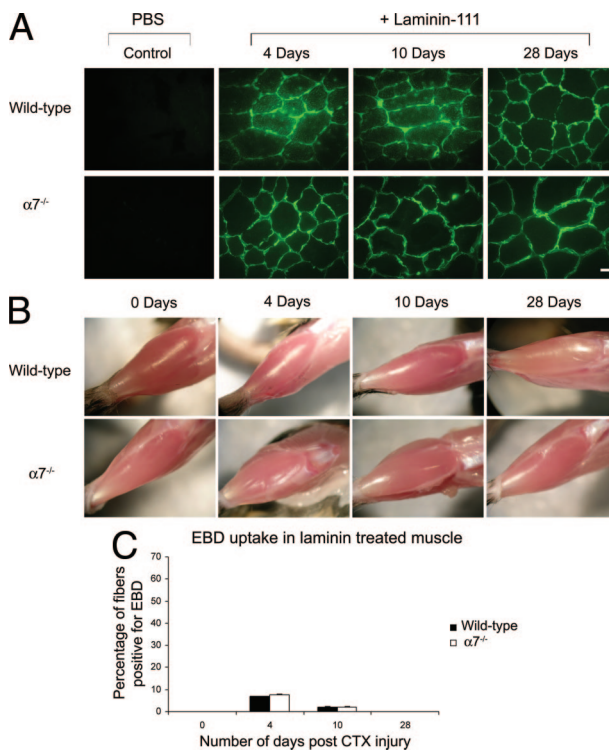 A
PBS
+ Laminin-111
Control
4 Days
10 Days
28 Days
Wild-type
α7-/-
B
0 Days
4 Days
10 Days
28 Days
Wild-type
α7-/-
C
EBD uptake in laminin treated muscle
Percentage of fibers
positive for EBD
70
60
50
40
30
20
10
0
0
4
10
28
Number of days post CTX injury
Wild-type
α7-/-